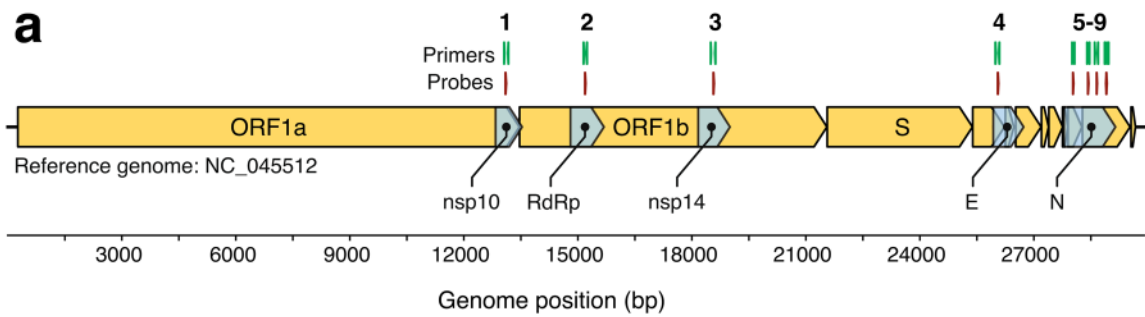 a
1 2 3 4 5-9
Primers
Probes
ORF1a ORF1b S
Reference genome: NC_045512
nsp10 RdRp nsp14 E N
3000 6000 9000 12000 15000 18000 21000 24000 27000
Genome position (bp)